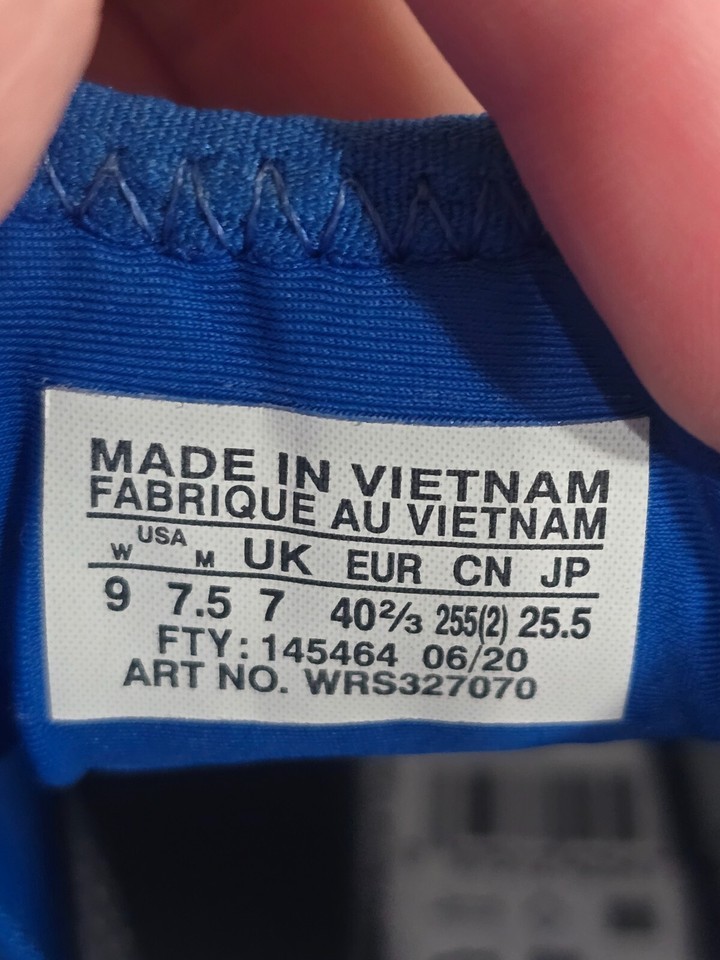 MADE IN VIETNAM
FABRIQUE AU VIETNAM
W USA M UK EUR CN JP
9 7.5 7 40⅔ 255(2) 25.5
FTY: 145464 06/20
ART NO. WRS327070